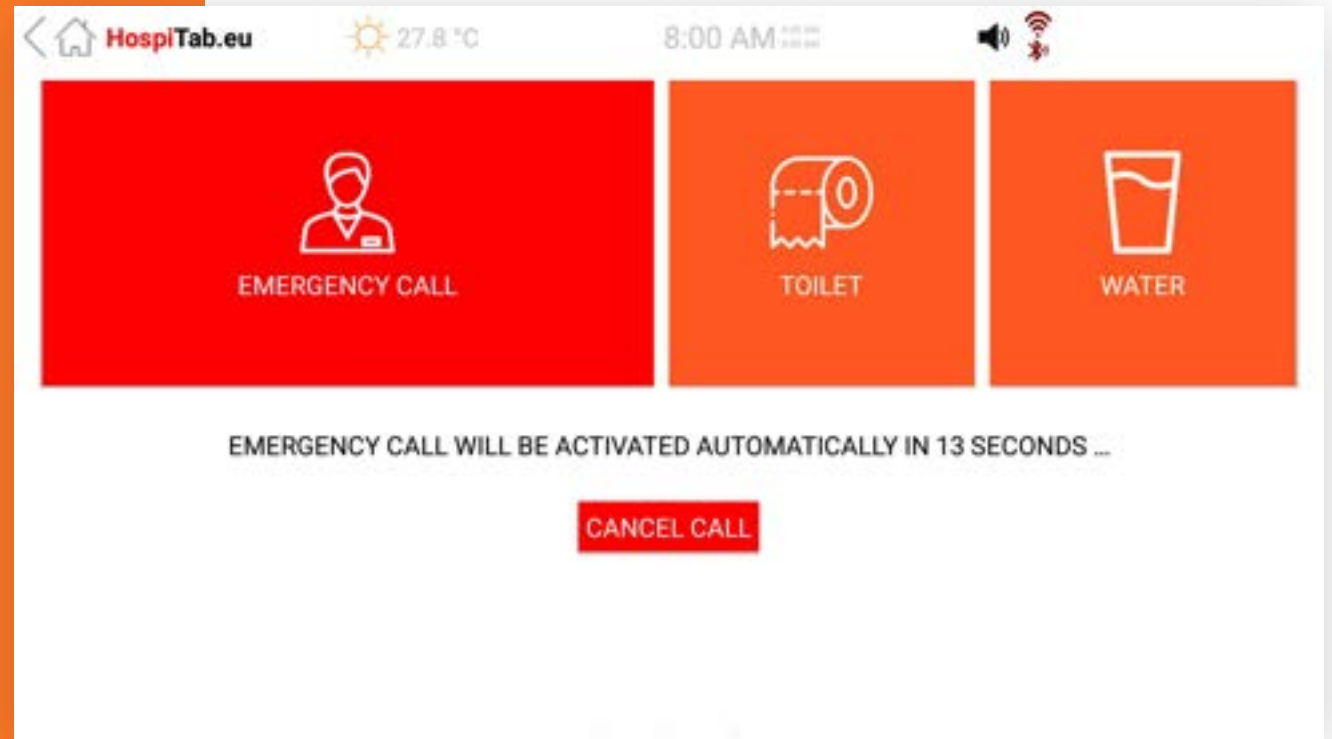 HospiTab.eu 27.8 °C 8:00 AM
EMERGENCY CALL TOILET WATER
EMERGENCY CALL WILL BE ACTIVATED AUTOMATICALLY IN 13 SECONDS ...
CANCEL CALL